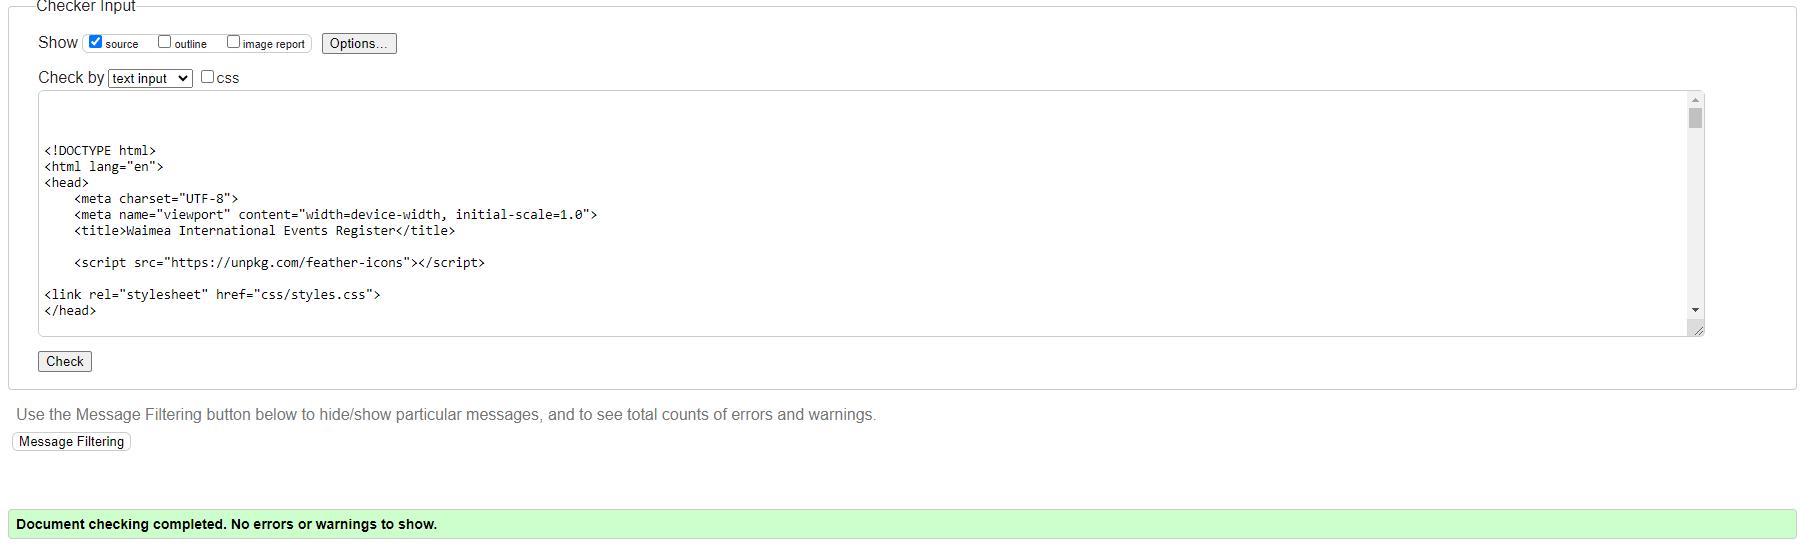 Checker Input
Show source outline image report Options...
Check by text input css
<!DOCTYPE html>
<html lang="en">
<head>
    <meta charset="UTF-8">
    <meta name="viewport" content="width=device-width, initial-scale=1.0">
    <title>Waimea International Events Register</title>
    <script src="https://unpkg.com/feather-icons"></script>
<link rel="stylesheet" href="css/styles.css">
</head>
Check
Use the Message Filtering button below to hide/show particular messages, and to see total counts of errors and warnings.
Message Filtering
Document checking completed. No errors or warnings to show.